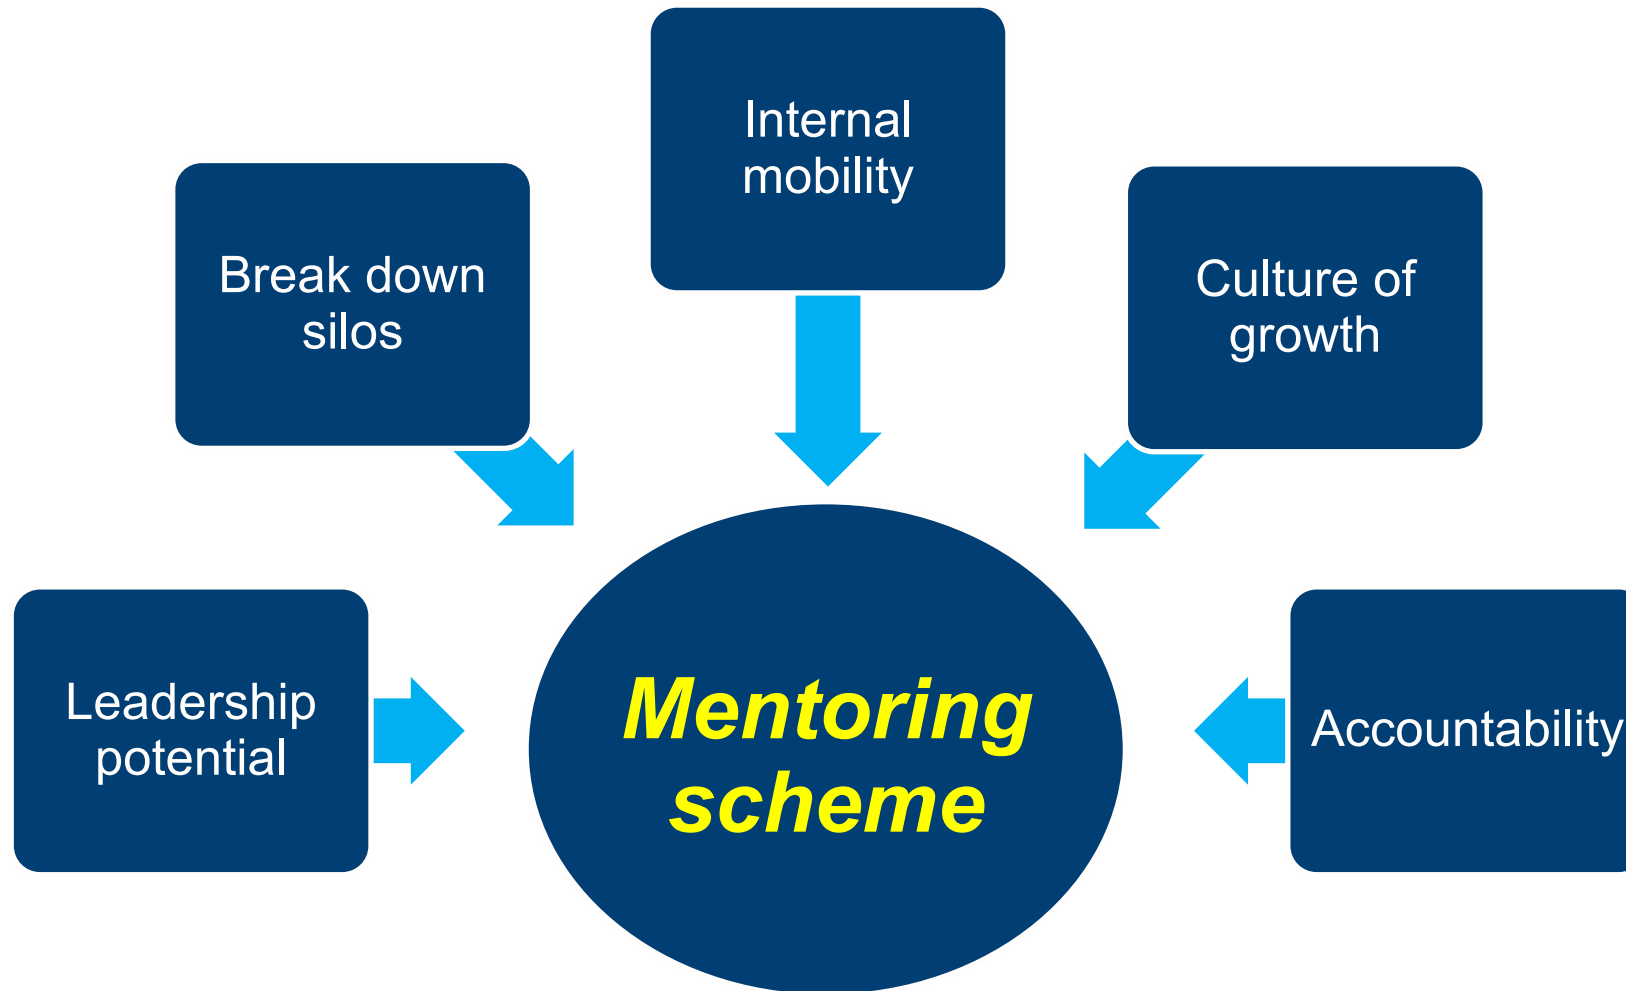 Internal
mobility
Break down
silos
Culture of
growth
Leadership
potential
Mentoring
scheme
Accountability